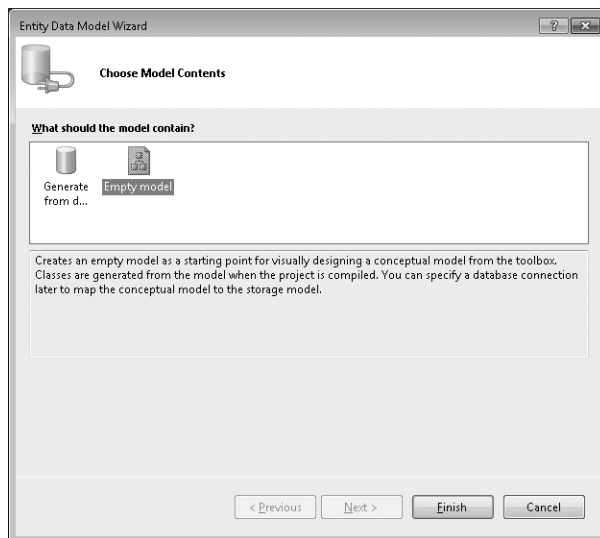 Entity Data Model Wizard
Choose Model Contents
What should the model contain?
Generate from d...
Empty model
Creates an empty model as a starting point for visually designing a conceptual model from the toolbox.
Classes are generated from the model when the project is compiled. You can specify a database connection
later to map the conceptual model to the storage model.
< Previous Next > Finish Cancel